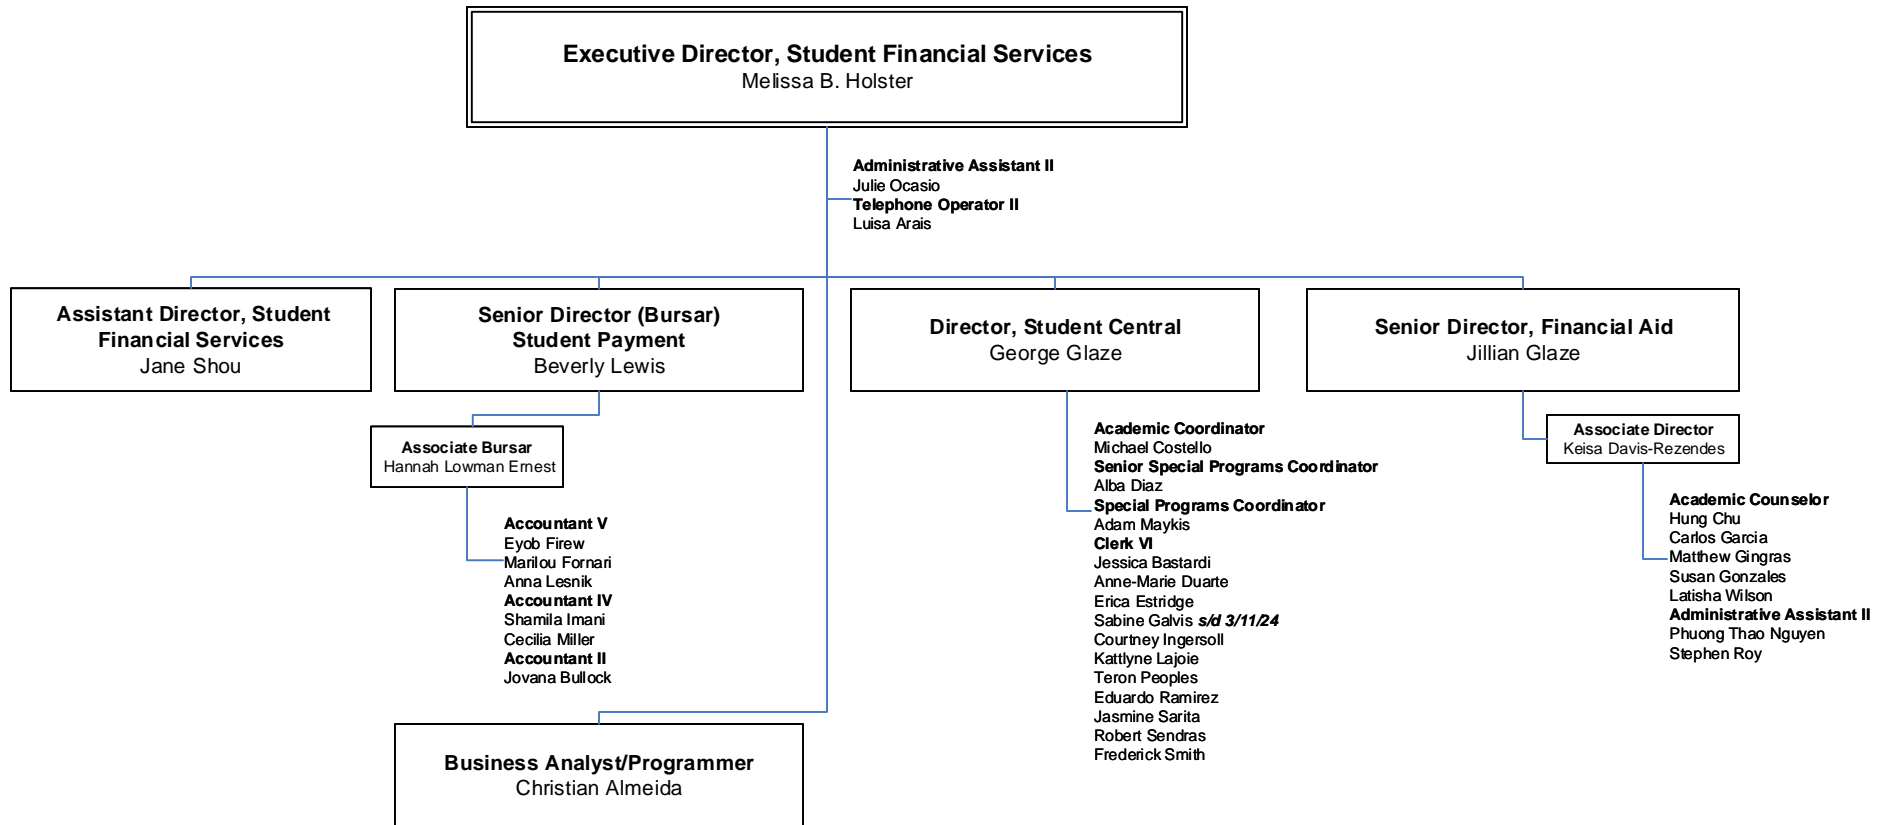 Executive Director, Student Financial Services
Melissa B. Holster
Administrative Assistant II
Julie Ocasio
Telephone Operator II
Luisa Arais
Assistant Director, Student
Financial Services
Jane Shou
Senior Director (Bursar)
Student Payment
Beverly Lewis
Director, Student Central
George Glaze
Senior Director, Financial Aid
Jillian Glaze
Associate Bursar
Hannah Lowman Ernest
Accountant V
Eyob Firew
Marilou Fornari
Anna Lesnik
Accountant IV
Shamila Imani
Cecilia Miller
Accountant II
Jovana Bullock
Academic Coordinator
Michael Costello
Senior Special Programs Coordinator
Alba Diaz
Special Programs Coordinator
Adam Maykis
Clerk VI
Jessica Bastardi
Anne-Marie Duarte
Erica Estridge
Sabine Galvis s/d 3/11/24
Courtney Ingersoll
Kattlyne Lajoie
Teron Peoples
Eduardo Ramirez
Jasmine Sarita
Robert Sendras
Frederick Smith
Associate Director
Keisa Davis-Rezendes
Academic Counselor
Hung Chu
Carlos Garcia
Matthew Gingras
Susan Gonzales
Latisha Wilson
Administrative Assistant II
Phuong Thao Nguyen
Stephen Roy
Business Analyst/Programmer
Christian Almeida